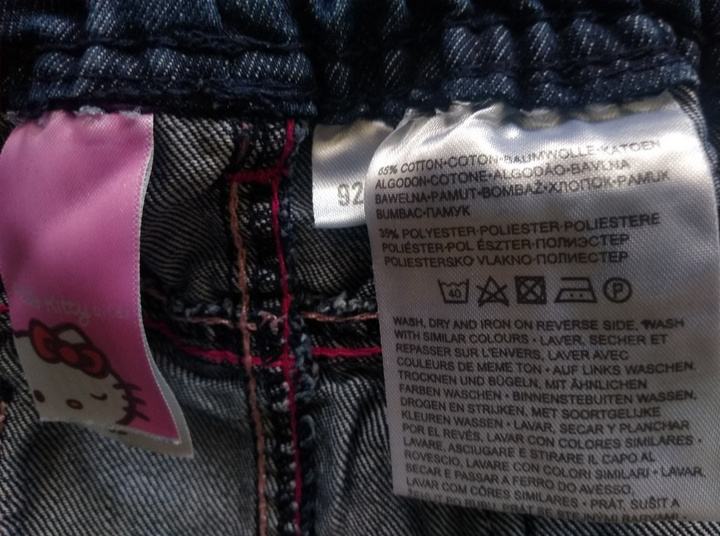 Kitty
92
65% COTTON·COTON·BAUMWOLLE·KATOEN
ALGODON·COTONE·ALGODÃO·BAVLNA
BAWEŁNA·PAMUT·BOMBAŽ·ХЛОПОК·PAMUK
BUMBAC·ПАМУК
35% POLYESTER·POLIESTER·POLIESTERE
POLIÉSTER·POL ÉSZTER·ПОЛИЭСТЕР
POLIESTERSKO VLAKNO·ПОЛИЕСТЕР
40 P
WASH, DRY AND IRON ON REVERSE SIDE, WASH
WITH SIMILAR COLOURS • LAVER, SECHER ET
REPASSER SUR L'ENVERS, LAVER AVEC
COULEURS DE MEME TON • AUF LINKS WASCHEN,
TROCKNEN UND BÜGELN, MIT ÄHNLICHEN
FARBEN WASCHEN • BINNENSTEBUITEN WASSEN,
DROGEN EN STRIJKEN, MET SOORTGELIJKE
KLEUREN WASSEN • LAVAR, SECAR Y PLANCHAR
POR EL REVÉS, LAVAR CON COLORES SIMILARES •
LAVARE, ASCIUGARE E STIRARE IL CAPO AL
ROVESCIO, LAVARE CON COLORI SIMILARI • LAVAR,
SECAR E PASSAR A FERRO DO AVESSO,
LAVAR COM CÔRES SIMILARES • PRÁT, SUŠIT A